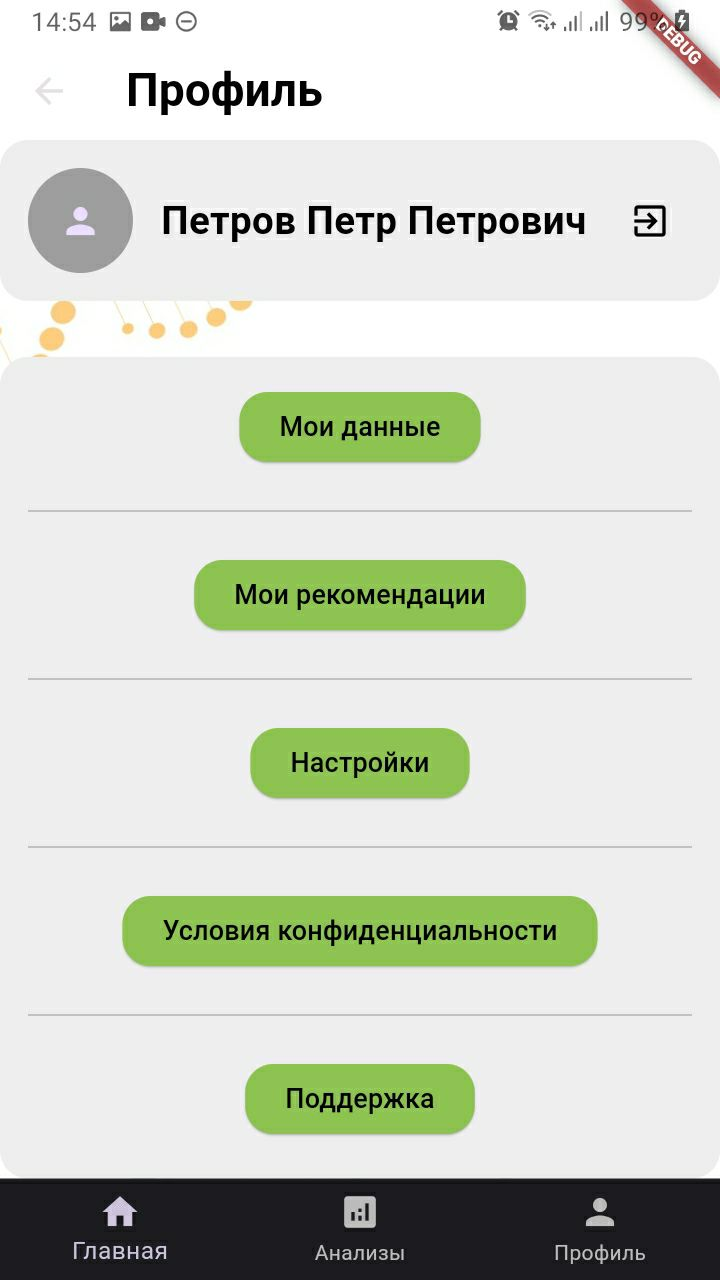 14:54
99%
DEBUG
Профиль
Петров Петр Петрович
Мои данные
Мои рекомендации
Настройки
Условия конфиденциальности
Поддержка
Главная
Анализы
Профиль